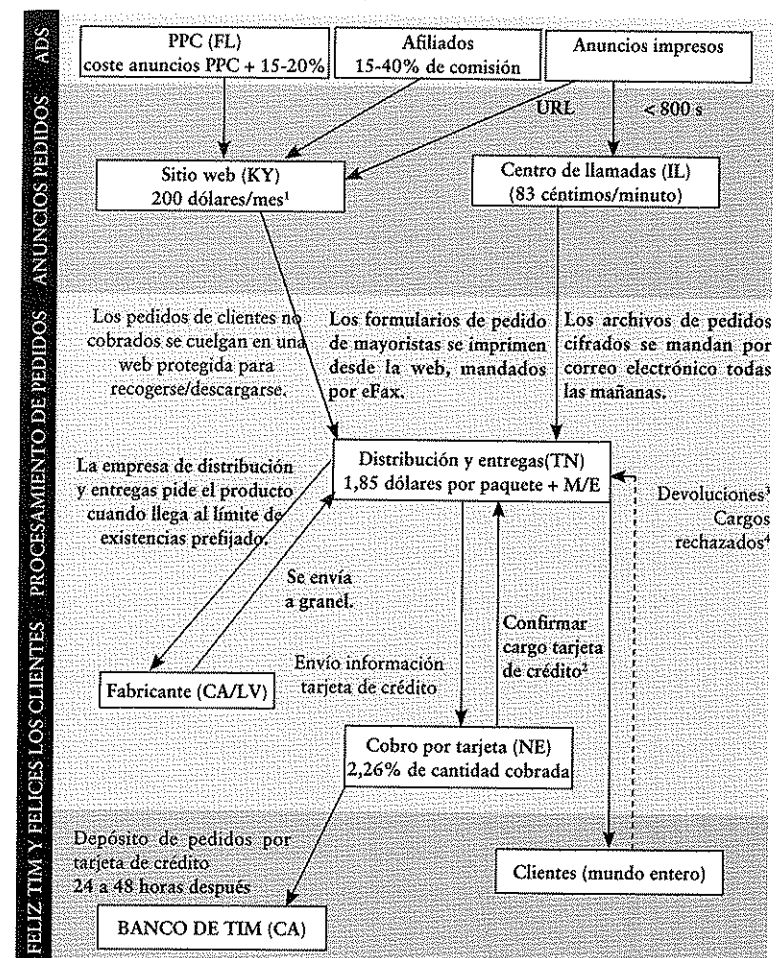 ADS
PPC (FL)
coste anuncios PPC + 15-20%
Afiliados
15-40% de comisión
Anuncios impresos
ANUNCIOS PEDIDOS
URL
< 800 s
Sitio web (KY)
200 dólares/mes¹
Centro de llamadas (IL)
(83 céntimos/minuto)
PROCESAMIENTO DE PEDIDOS
Los pedidos de clientes no
cobrados se cuelgan en una
web protegida para
recogerse/descargarse.
Los formularios de pedido
de mayoristas se imprimen
desde la web, mandados
por eFax.
Los archivos de pedidos
cifrados se mandan por
correo electrónico todas
las mañanas.
Distribución y entregas(TN)
1,85 dólares por paquete + M/E
La empresa de distribución
y entregas pide el producto
cuando llega al límite de
existencias prefijado.
Devoluciones³
Cargos
rechazados⁴
Se envía
a granel.
Confirmar
cargo tarjeta
de crédito²
Envío información
tarjeta de crédito
Fabricante (CA/LV)
Cobro por tarjeta (NE)
2,26% de cantidad cobrada
FELIZ TIM Y FELICES LOS CLIENTES
Depósito de pedidos por
tarjeta de crédito
24 a 48 horas después
Clientes (mundo entero)
BANCO DE TIM (CA)